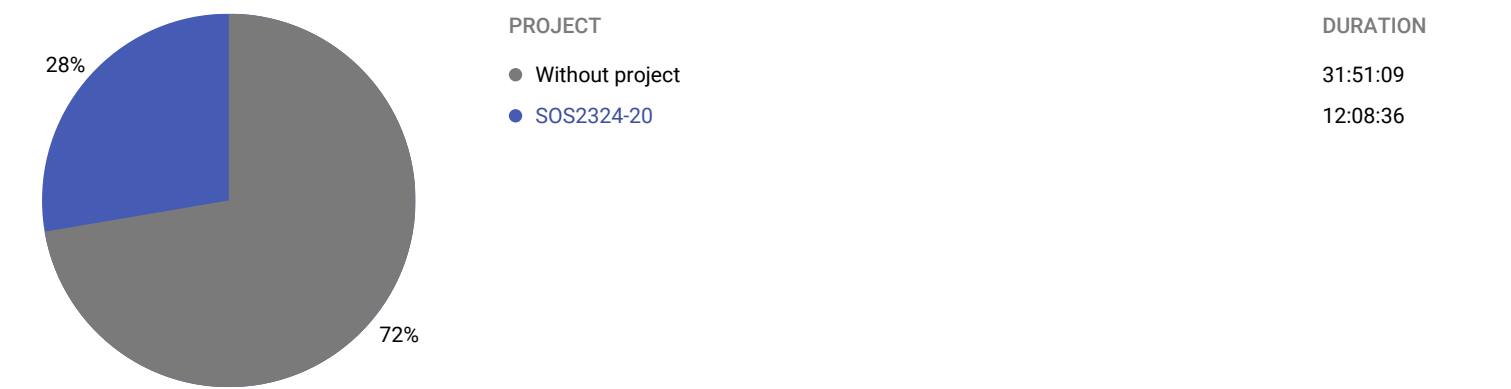 PROJECT DURATION
28%
Without project 31:51:09
SOS2324-20 12:08:36
72%